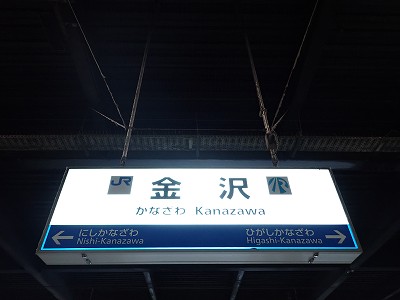 JR 金沢 IR
かなざわ Kanazawa
← にしかなざわ ひがしかなざわ →
Nishi-Kanazawa Higashi-Kanazawa